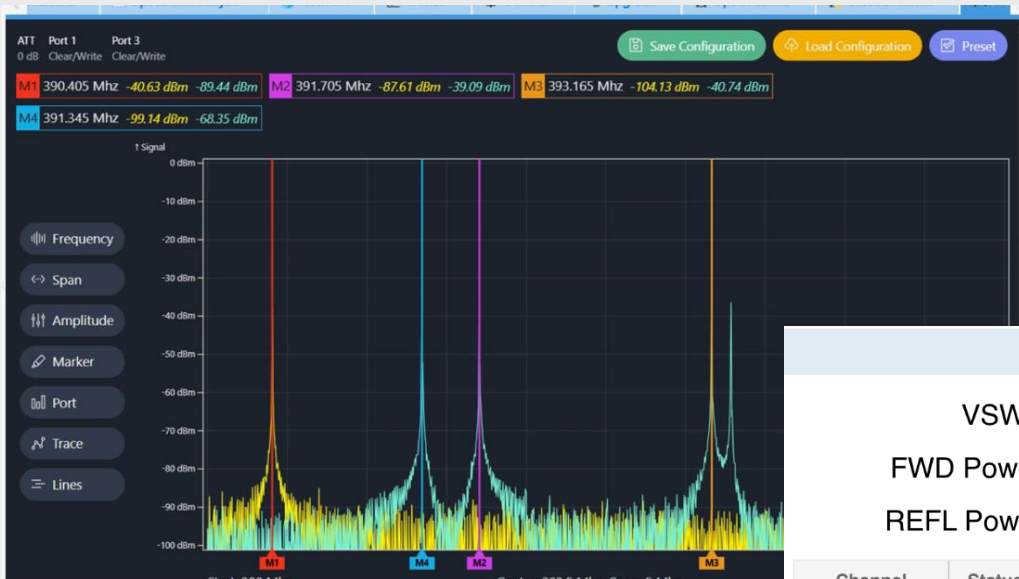 ATT Port 1 Port 3
0 dB Clear/Write Clear/Write
Save Configuration
Load Configuration
Preset
M1 390.405 Mhz -40.63 dBm -89.44 dBm
M2 391.705 Mhz -87.61 dBm -39.09 dBm
M3 393.165 Mhz -104.13 dBm -40.74 dBm
M4 391.345 Mhz -99.14 dBm -68.35 dBm
↑ Signal
0 dBm
-10 dBm
-20 dBm
-30 dBm
-40 dBm
-50 dBm
-60 dBm
-70 dBm
-80 dBm
-90 dBm
-100 dBm
Frequency
Span
Amplitude
Marker
Port
Trace
Lines
M1 M4 M2 M3
VSW
FWD Pow
REFL Pow